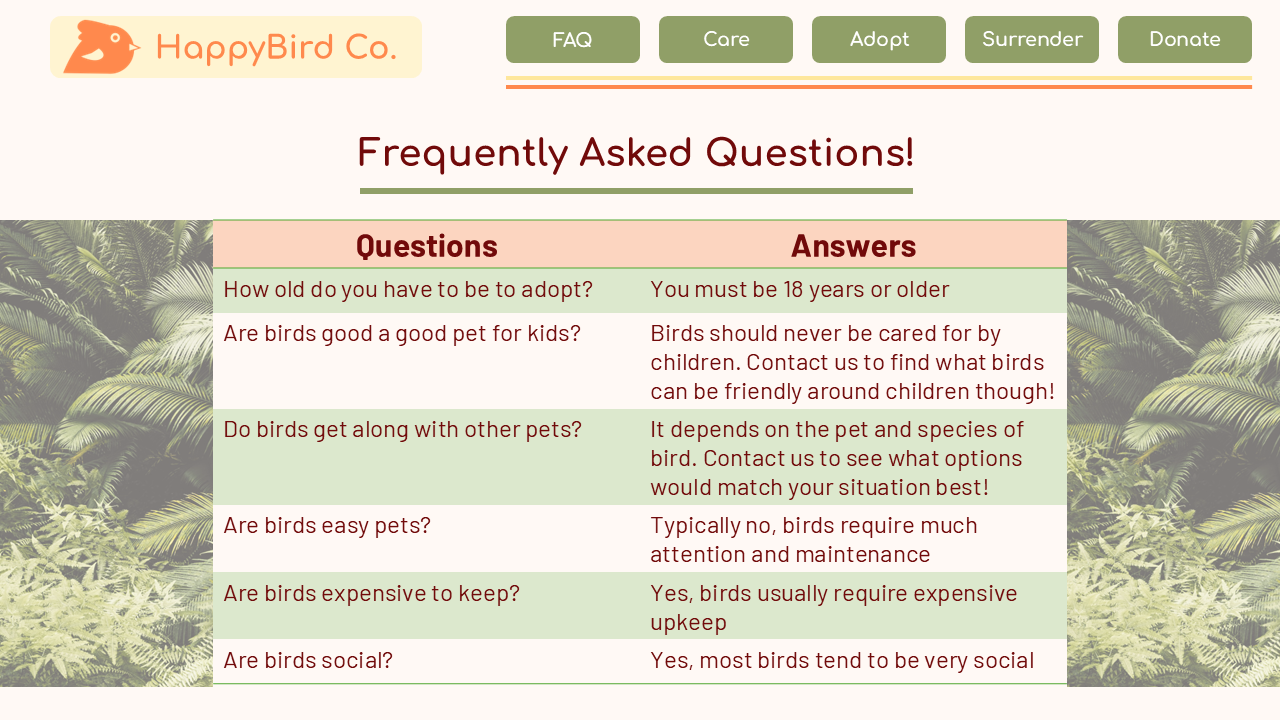 HappyBird Co.
FAQ
Care
Adopt
Surrender
Donate
Frequently Asked Questions!
Questions
Answers
How old do you have to be to adopt?
You must be 18 years or older
Are birds good a good pet for kids?
Birds should never be cared for by
children. Contact us to find what birds
can be friendly around children though!
Do birds get along with other pets?
It depends on the pet and species of
bird. Contact us to see what options
would match your situation best!
Are birds easy pets?
Typically no, birds require much
attention and maintenance
Are birds expensive to keep?
Yes, birds usually require expensive
upkeep
Are birds social?
Yes, most birds tend to be very social